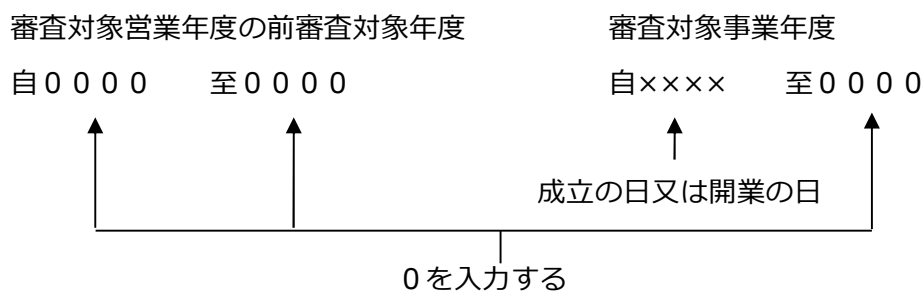 審査対象営業年度の前審査対象年度　　　　　審査対象事業年度
自００００　　至００００　　　　　自××××　　至００００
成立の日又は開業の日
０を入力する